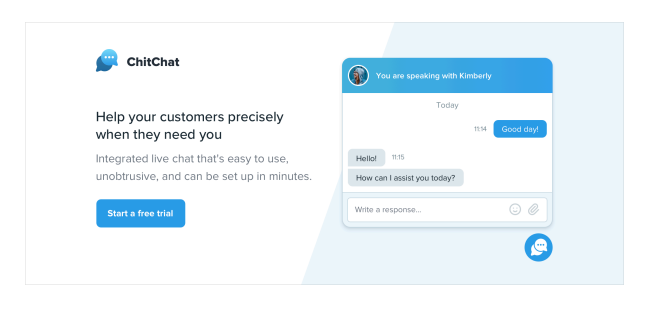 ChitChat
Help your customers precisely
when they need you
Integrated live chat that's easy to use,
unobtrusive, and can be set up in minutes.
Start a free trial
You are speaking with Kimberly
Today
11:14 Good day!
Hello! 11:15
How can I assist you today?
Write a response...